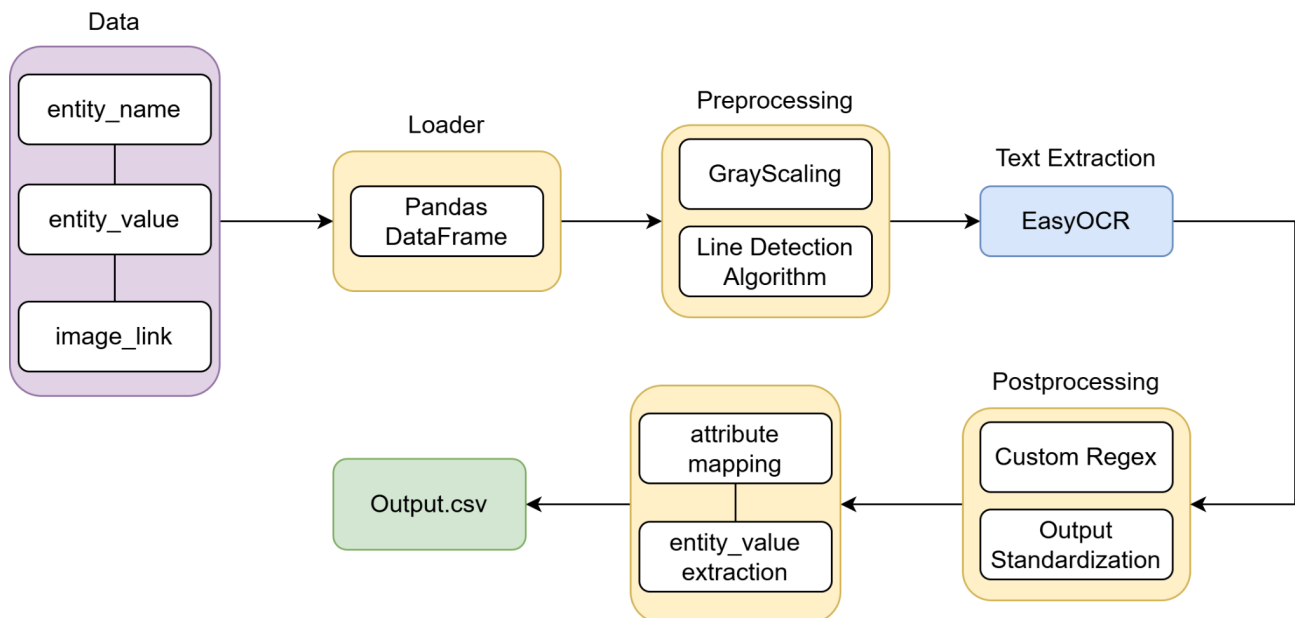 Data
entity_name
entity_value
image_link
Loader
Pandas
DataFrame
Preprocessing
GrayScaling
Line Detection
Algorithm
Text Extraction
EasyOCR
Postprocessing
Custom Regex
Output
Standardization
attribute
mapping
entity_value
extraction
Output.csv